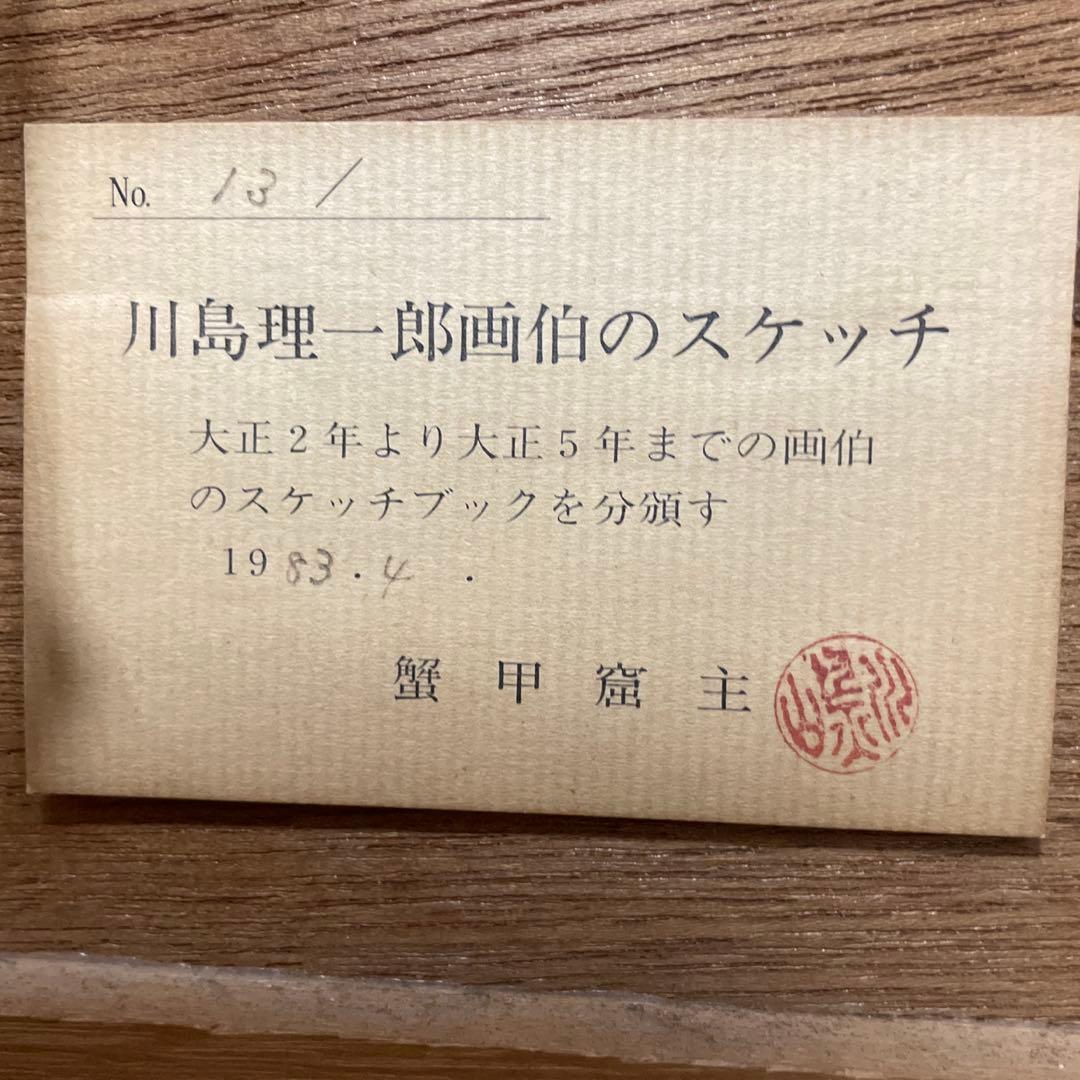 No. 13 /
川島理一郎画伯のスケッチ
大正2年より大正5年までの画伯
のスケッチブックを分頒す
1983.4 .
蟹甲窟主